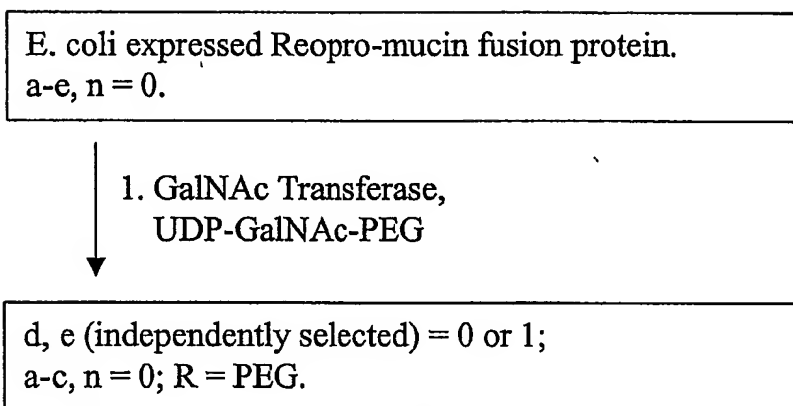 E. coli expressed Reopro-mucin fusion protein.
a-e, n = 0.
1. GalNAc Transferase,
UDP-GalNAc-PEG
d, e (independently selected) = 0 or 1;
a-c, n = 0; R = PEG.